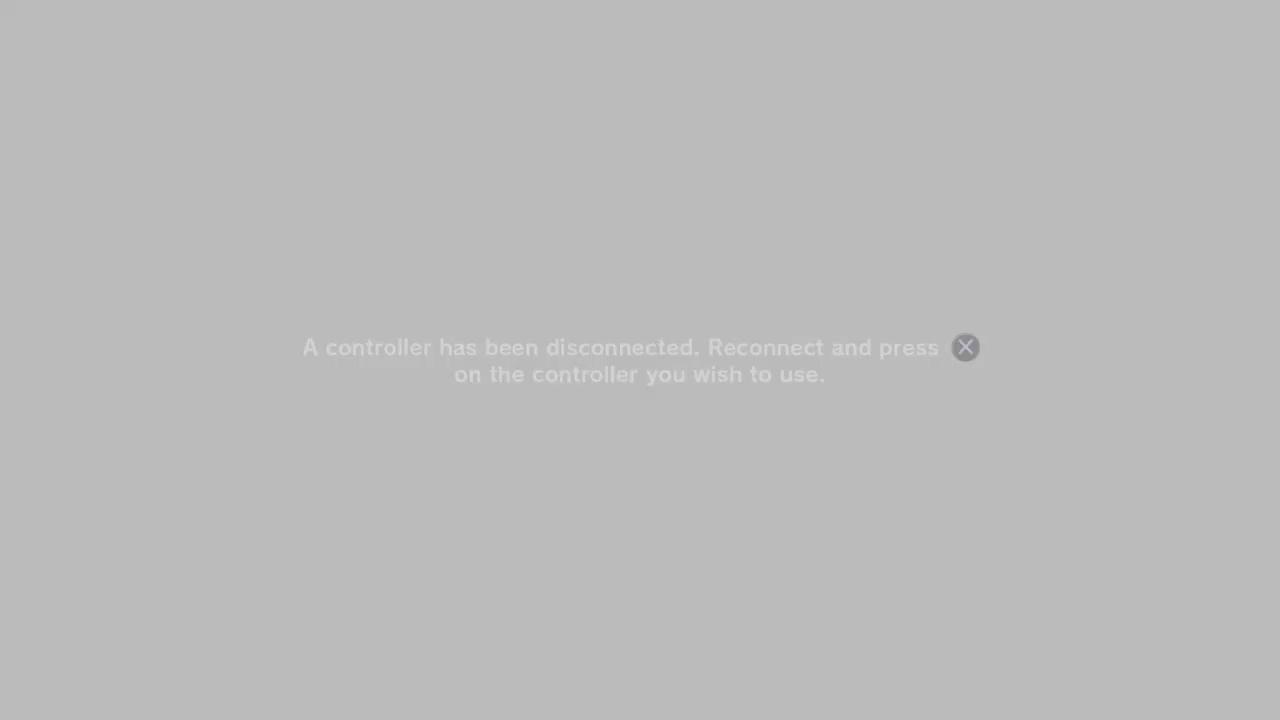 A controller has been disconnected. Reconnect and press ⊗
on the controller you wish to use.